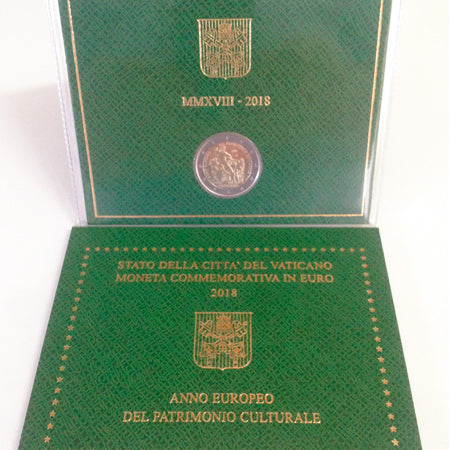 MMXVIII - 2018
STATO DELLA CITTA' DEL VATICANO
MONETA COMMEMORATIVA IN EURO
2018
ANNO EUROPEO
DEL PATRIMONIO CULTURALE